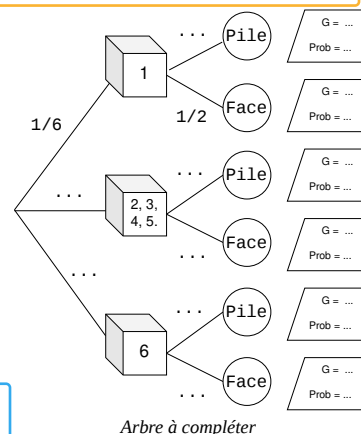 ... Pile G = ...
Prob = ...
1
1/6 1/2 Face G = ...
Prob = ...
... Pile G = ...
Prob = ...
...
2, 3,
4, 5.
... Face G = ...
Prob = ...
...
... Pile G = ...
Prob = ...
6
... Face G = ...
Prob = ...
Arbre à compléter